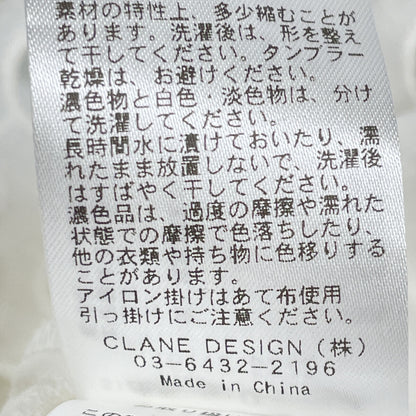 素材の特性上、多少縮むことが
あります。洗濯後は、形を整え
て干してください。タンブラー
乾燥は、お避けください。
濃色物と白色・淡色物は、分け
て洗濯してください。
長時間水に漬けておいたり、濡
れたまま放置しないで、洗濯後
はすばやく干してください。
濃色品は、過度の摩擦や濡れた
状態での摩擦で色落ちしたり、
他の衣類や持ち物に色移りする
ことがあります。
アイロン掛けはあて布使用
引っ掛けにご注意ください。
CLANE DESIGN (株)
03-6432-2196
Made in China